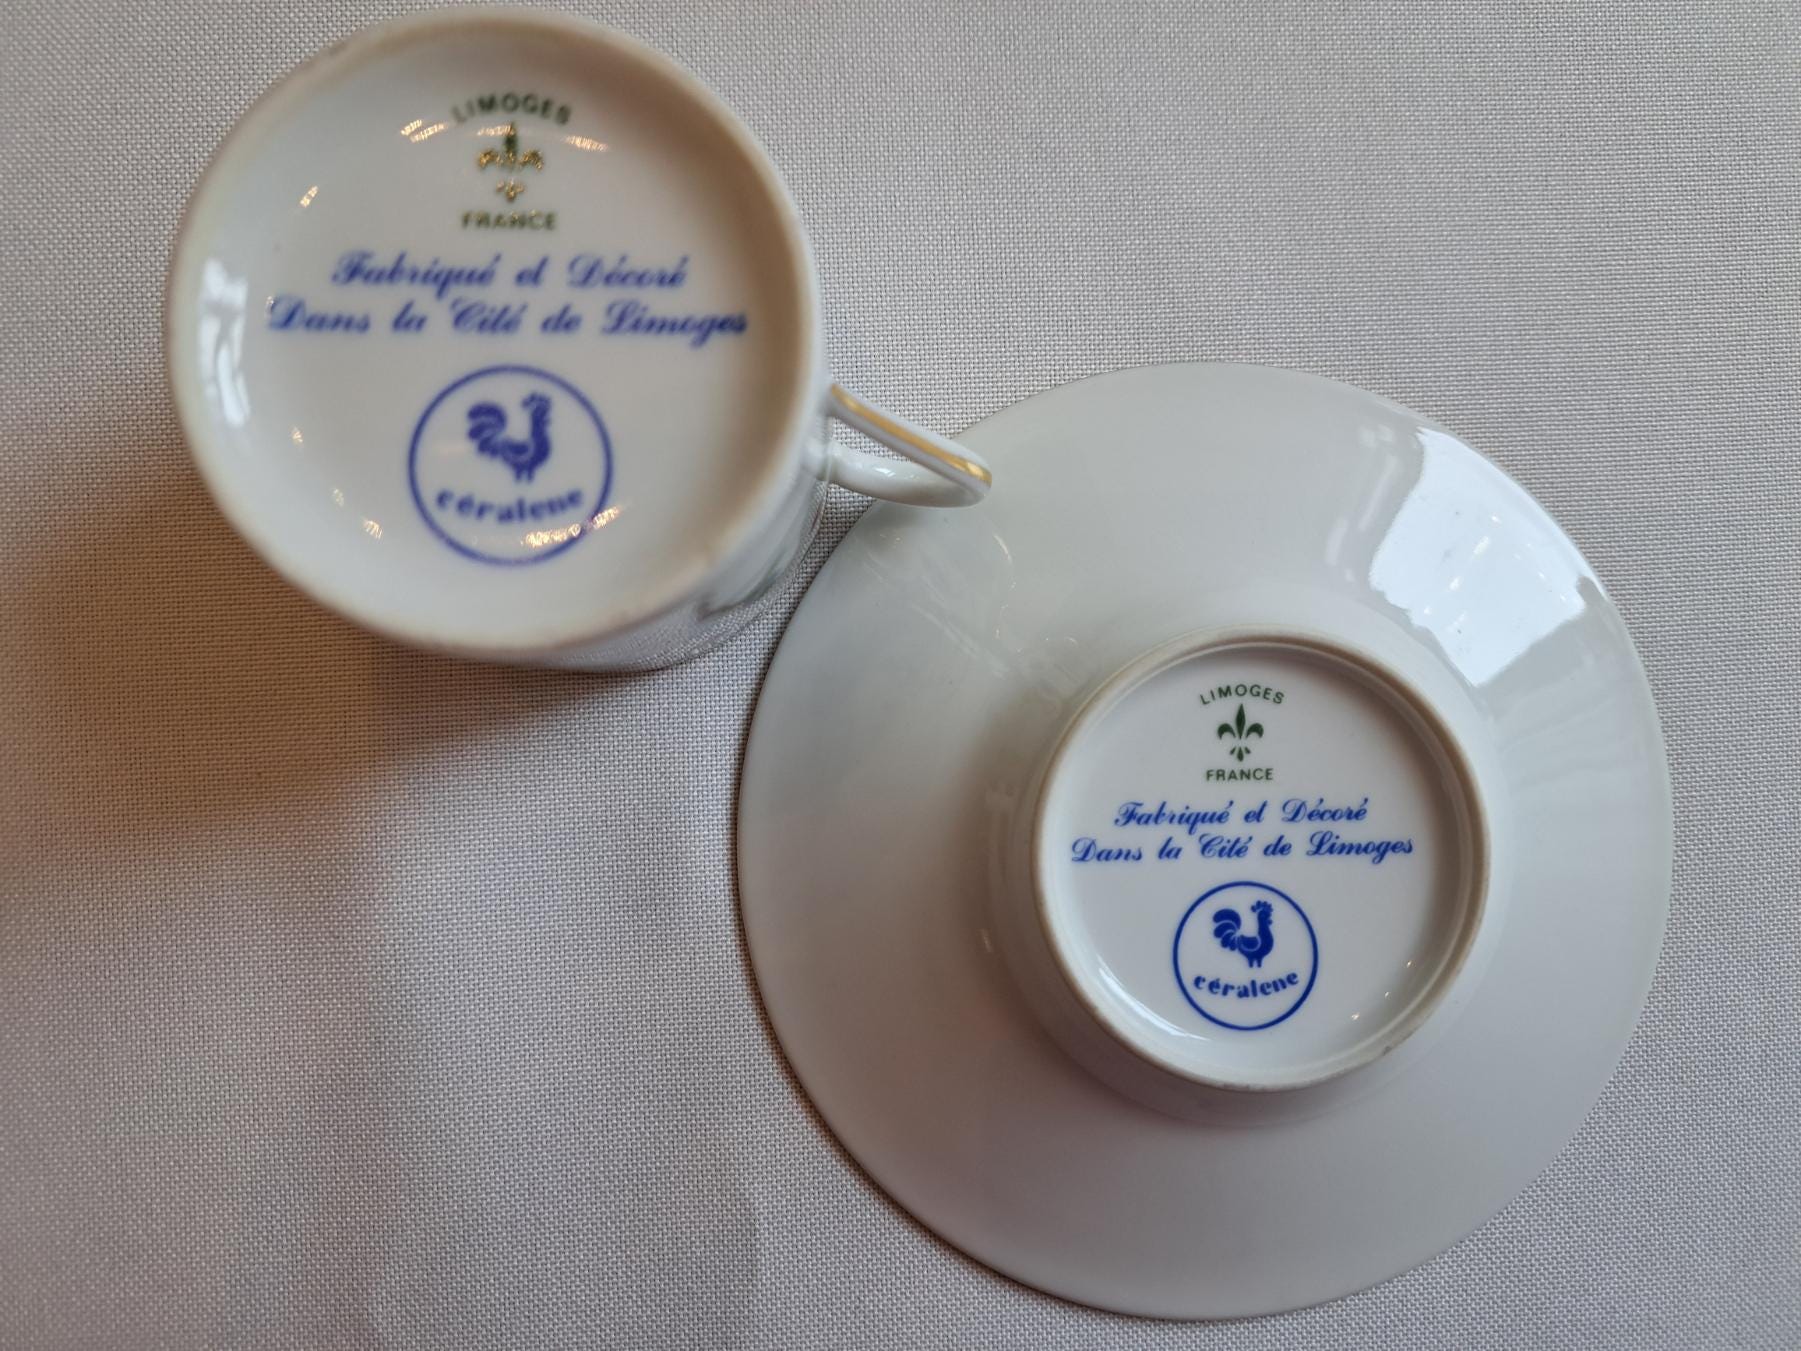 LIMOGES
FRANCE
Fabriqué et Décoré
Dans la Cité de Limoges
céralene
LIMOGES
FRANCE
Fabriqué et Décoré
Dans la Cité de Limoges
céralene